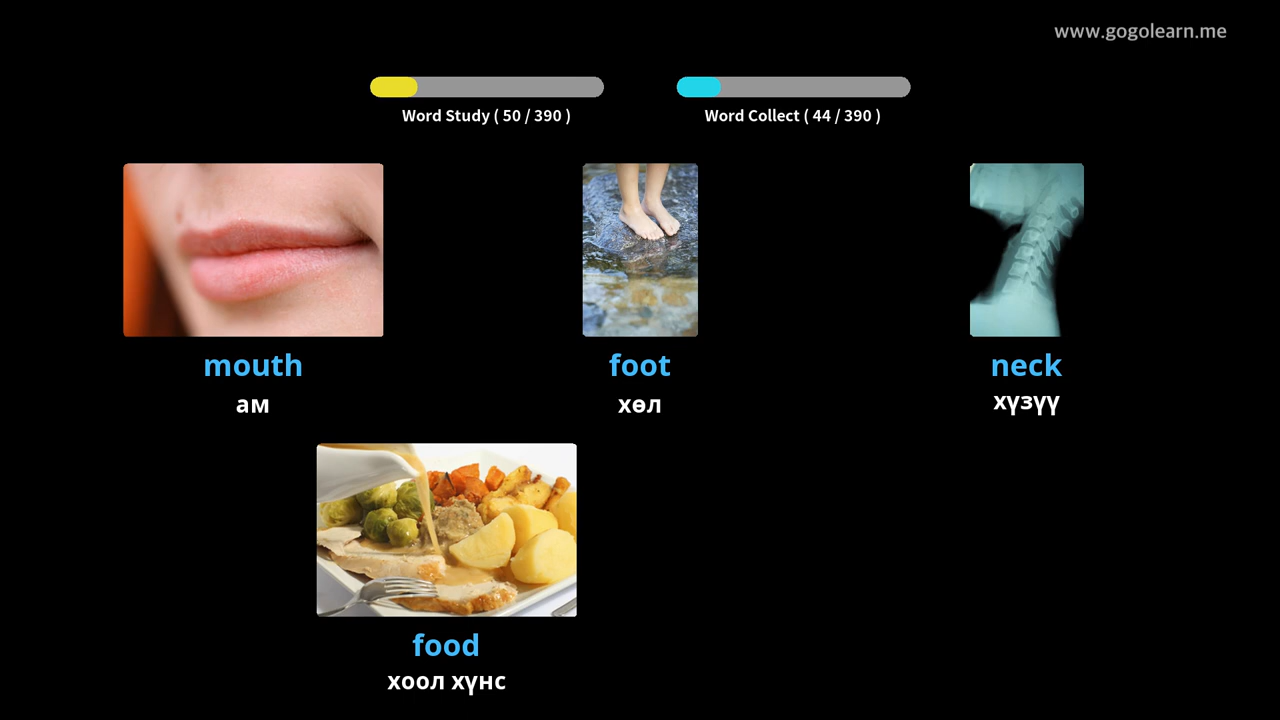 www.gogolearn.me
Word Study ( 50 / 390 )
Word Collect ( 44 / 390 )
mouth
ам
foot
хөл
neck
хүзүү
food
хоол хүнс